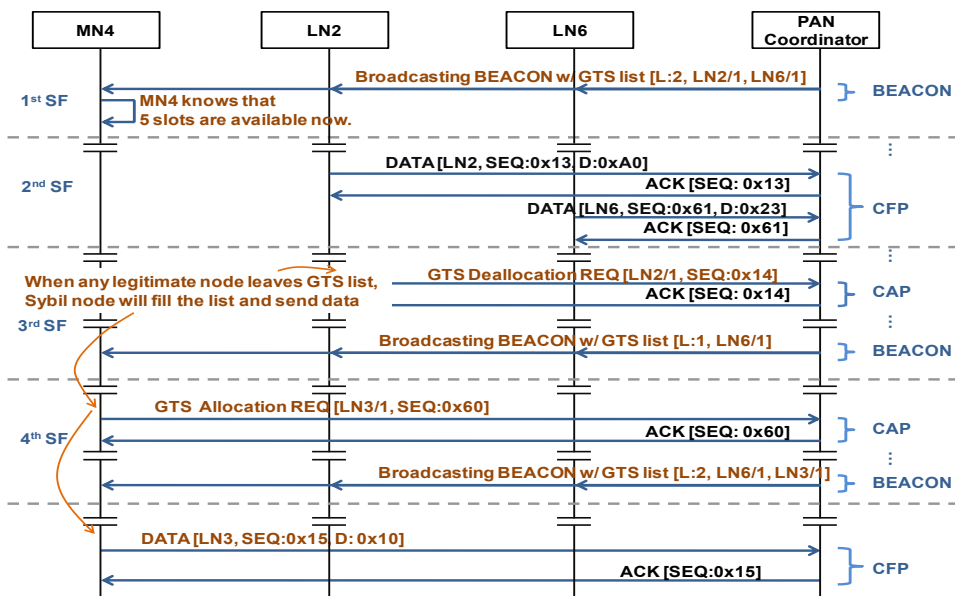 MN4
LN2
LN6
PAN
Coordinator
Broadcasting BEACON w/ GTS list [L:2, LN2/1, LN6/1]
1st SF
MN4 knows that
5 slots are available now.
BEACON
...
DATA [LN2, SEQ:0x13, D:0xA0]
2nd SF
ACK [SEQ: 0x13]
DATA [LN6, SEQ:0x61, D:0x23]
CFP
ACK [SEQ: 0x61]
...
When any legitimate node leaves GTS list,
Sybil node will fill the list and send data
GTS Deallocation REQ [LN2/1, SEQ:0x14]
ACK [SEQ: 0x14]
CAP
3rd SF
...
Broadcasting BEACON w/ GTS list [L:1, LN6/1]
BEACON
GTS Allocation REQ [LN3/1, SEQ:0x60]
4th SF
ACK [SEQ: 0x60]
CAP
...
Broadcasting BEACON w/ GTS list [L:2, LN6/1, LN3/1]
BEACON
DATA [LN3, SEQ:0x15, D: 0x10]
ACK [SEQ:0x15]
CFP